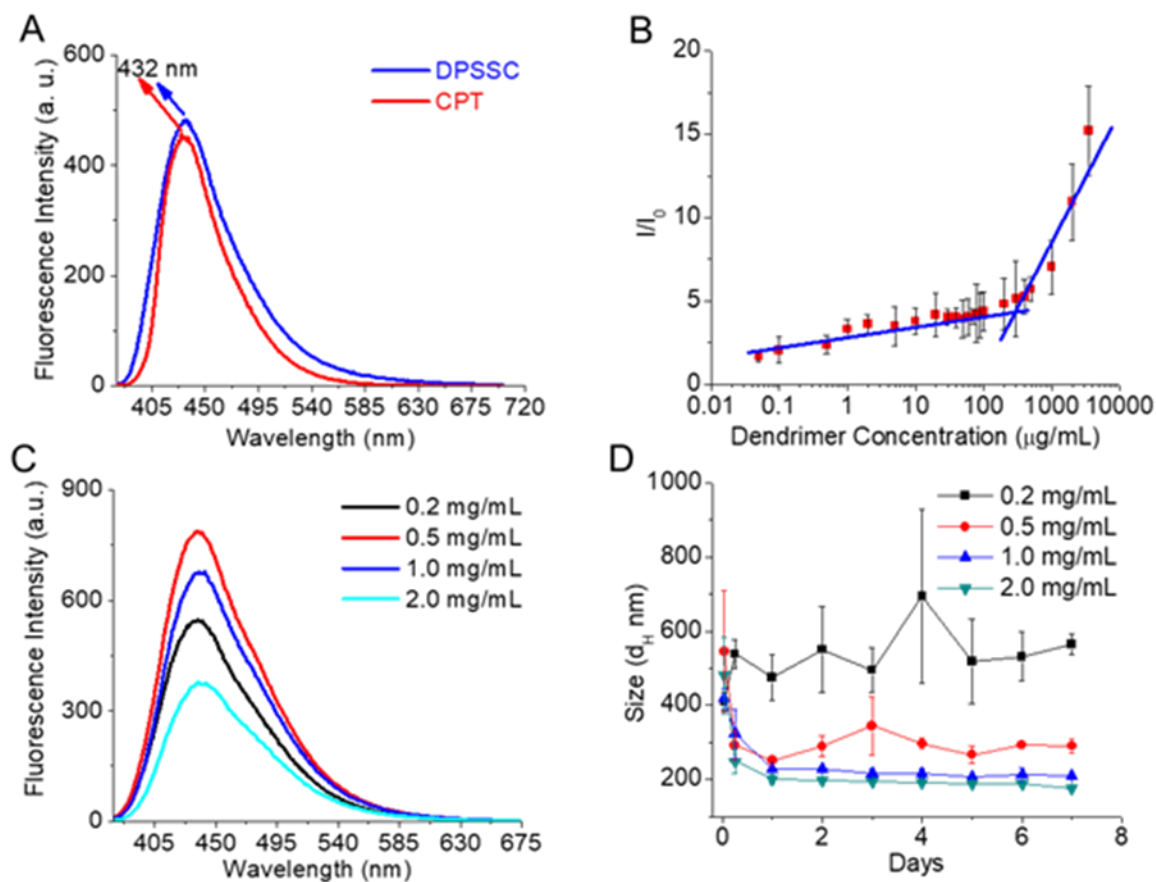 A
600
400
200
0
Fluorescence Intensity (a. u.)
432 nm
DPSSC
CPT
405 450 495 540 585 630 675 720
Wavelength (nm)
B
20
15
10
5
0
I/I0
0.01 0.1 1 10 100 1000 10000
Dendrimer Concentration (μg/mL)
C
900
600
300
0
Fluorescence Intensity (a.u.)
0.2 mg/mL
0.5 mg/mL
1.0 mg/mL
2.0 mg/mL
405 450 495 540 585 630 675
Wavelength (nm)
D
1000
800
600
400
200
Size (dH nm)
0.2 mg/mL
0.5 mg/mL
1.0 mg/mL
2.0 mg/mL
0 2 4 6 8
Days